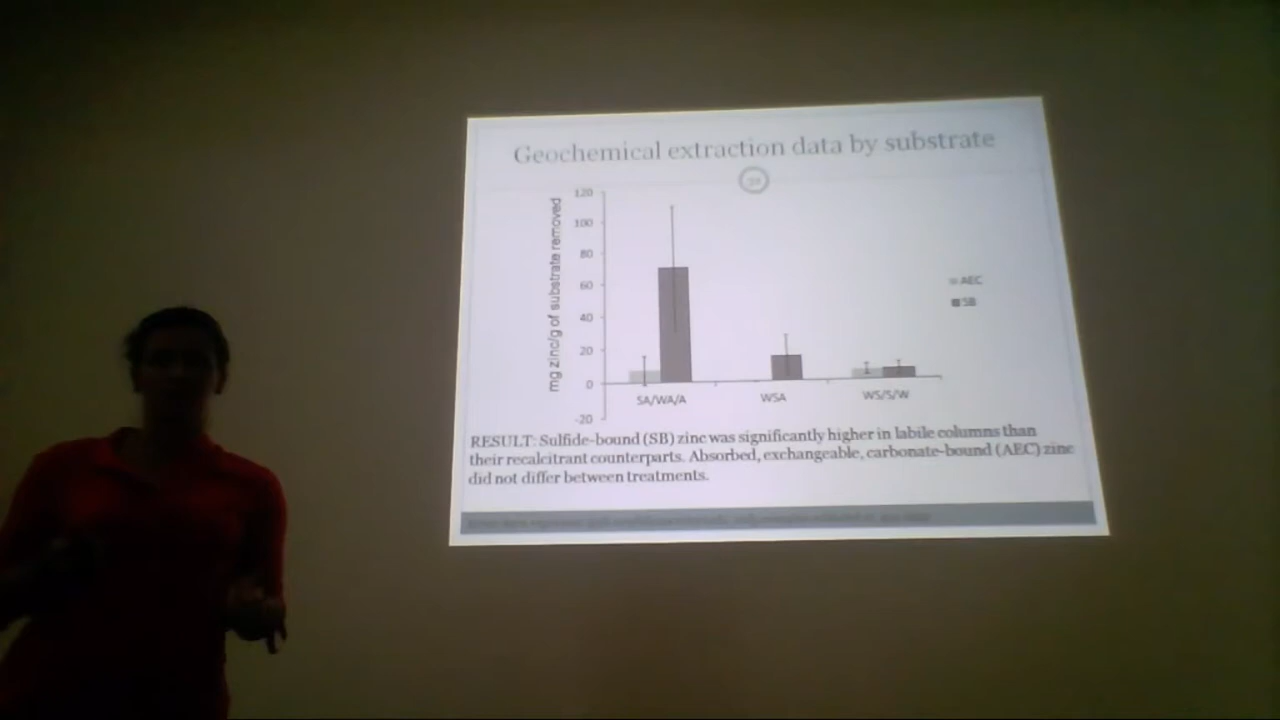 Geochemical extraction data by substrate
mg zinc/g of substrate removed
120
100
80
60
40
20
0
-20
SA/WA/A
WSA
WS/S/W
AEC
SB
RESULT: Sulfide-bound (SB) zinc was significantly higher in labile columns than
their recalcitrant counterparts. Absorbed, exchangeable, carbonate-bound (AEC) zinc
did not differ between treatments.